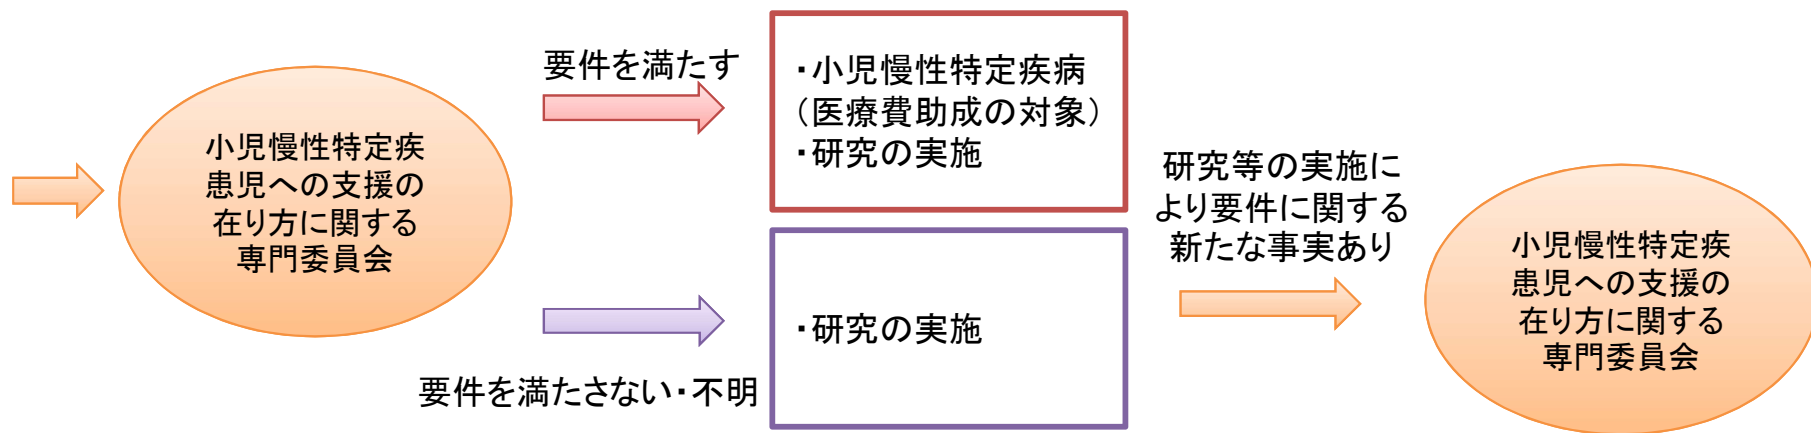 小児慢性特定疾
患児への支援の
在り方に関する
専門委員会
要件を満たす
・小児慢性特定疾病
（医療費助成の対象）
・研究の実施
要件を満たさない・不明
・研究の実施
研究等の実施に
より要件に関する
新たな事実あり
小児慢性特定疾
患児への支援の
在り方に関する
専門委員会